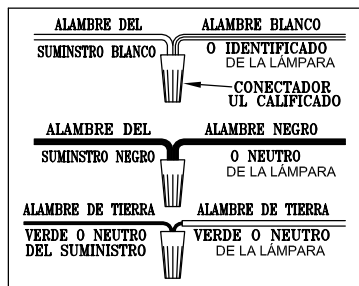 ALAMBRE DEL ALAMBRE BLANCO
SUMINSTRO BLANCO O IDENTIFICADO
DE LA LÁMPARA
CONECTADOR
UL CALIFICADO
ALAMBRE DEL ALAMBRE NEGRO
SUMINSTRO NEGRO O NEUTRO
DE LA LÁMPARA
ALAMBRE DE TIERRA ALAMBRE DE TIERRA
VERDE O NEUTRO VERDE O NEUTRO
DEL SUMINISTRO DE LA LÁMPARA